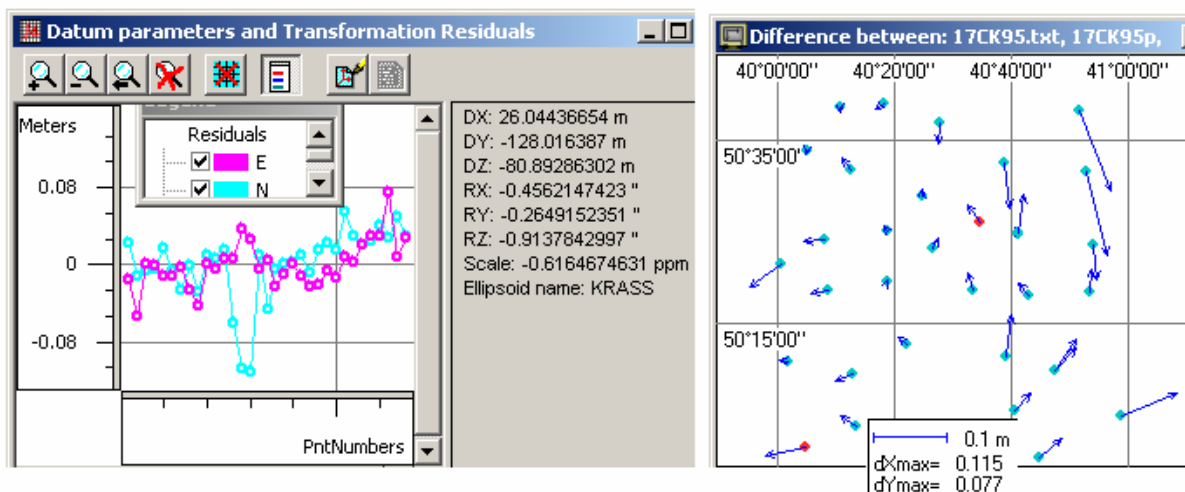 Datum parameters and Transformation Residuals
Residuals
E
N
Meters
0.08
0
-0.08
PntNumbers
DX: 26.04436654 m
DY: -128.016387 m
DZ: -80.89286302 m
RX: -0.4562147423 "
RY: -0.2649152351 "
RZ: -0.9137842997 "
Scale: -0.6164674631 ppm
Ellipsoid name: KRASS
Difference between: 17CK95.txt, 17CK95p,
40°00'00" 40°20'00" 40°40'00" 41°00'00"
50°35'00"
50°15'00"
0.1 m
dXmax= 0.115
dYmax= 0.077